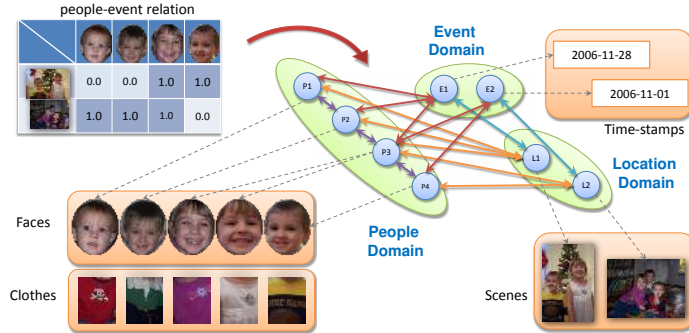 people-event relation
0.0 0.0 1.0 1.0
1.0 1.0 1.0 0.0
Event
Domain
2006-11-28
2006-11-01
Time-stamps
P1
P2
P3
P4
E1
E2
L1
L2
Location
Domain
People
Domain
Faces
Clothes
Scenes